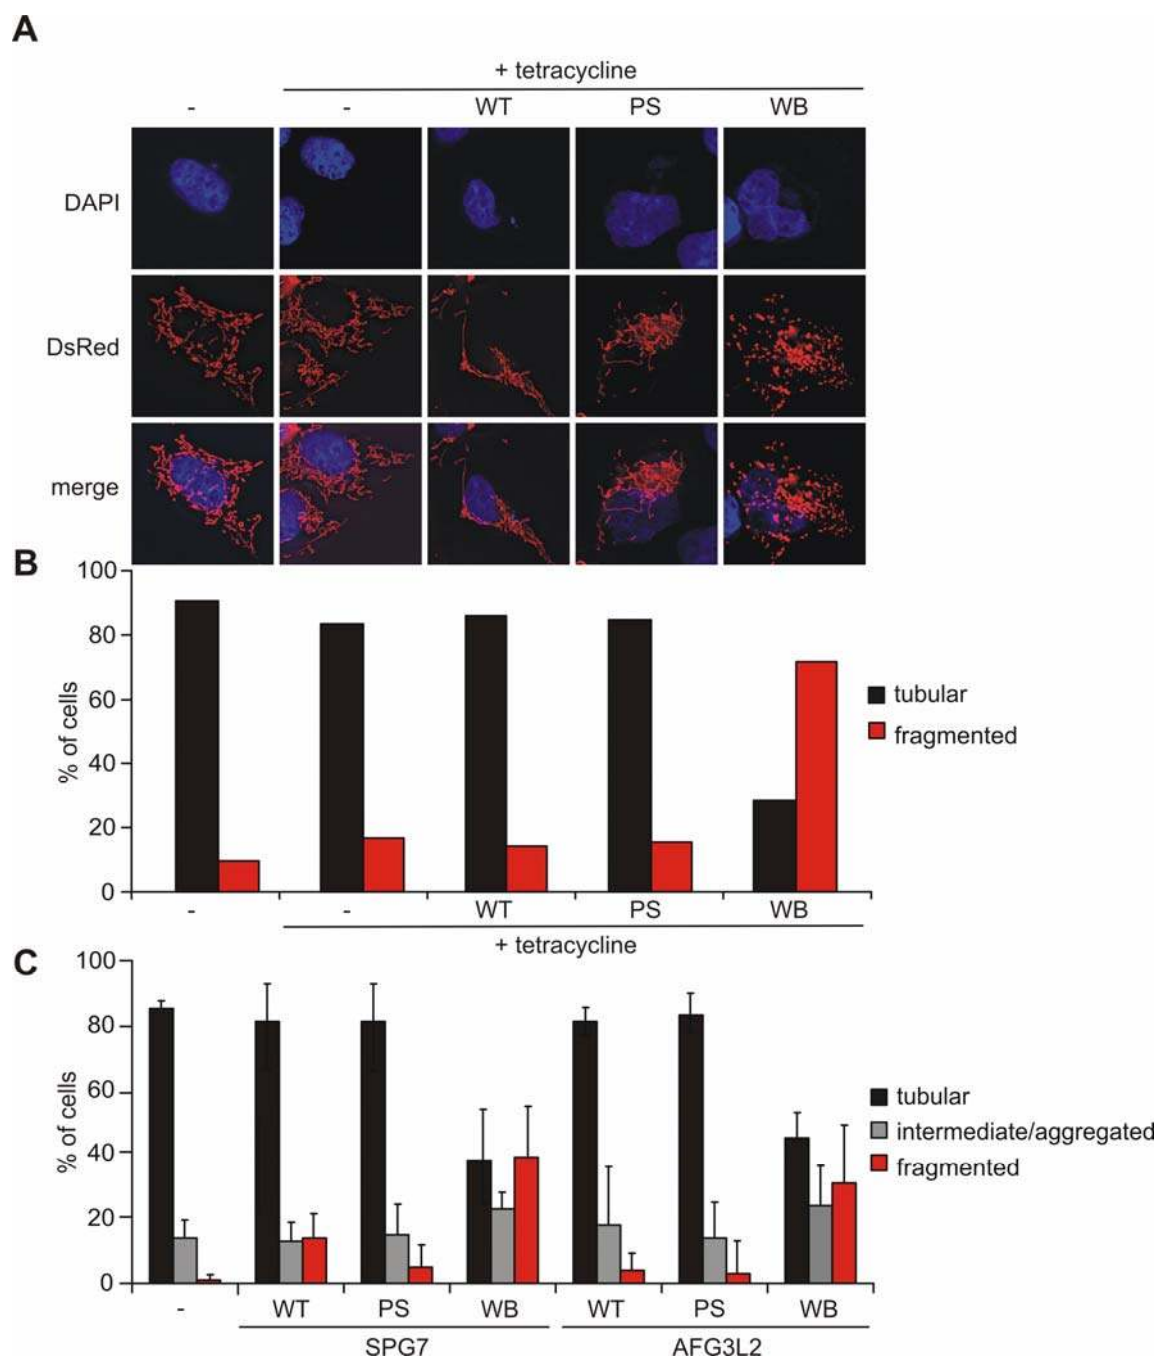 A
+ tetracycline
- - WT PS WB
DAPI
DsRed
merge
B
100
80
60
40
20
0
% of cells
tubular
fragmented
- - WT PS WB
+ tetracycline
C
100
80
60
40
20
0
% of cells
tubular
intermediate/aggregated
fragmented
- WT PS WB WT PS WB
SPG7 AFG3L2